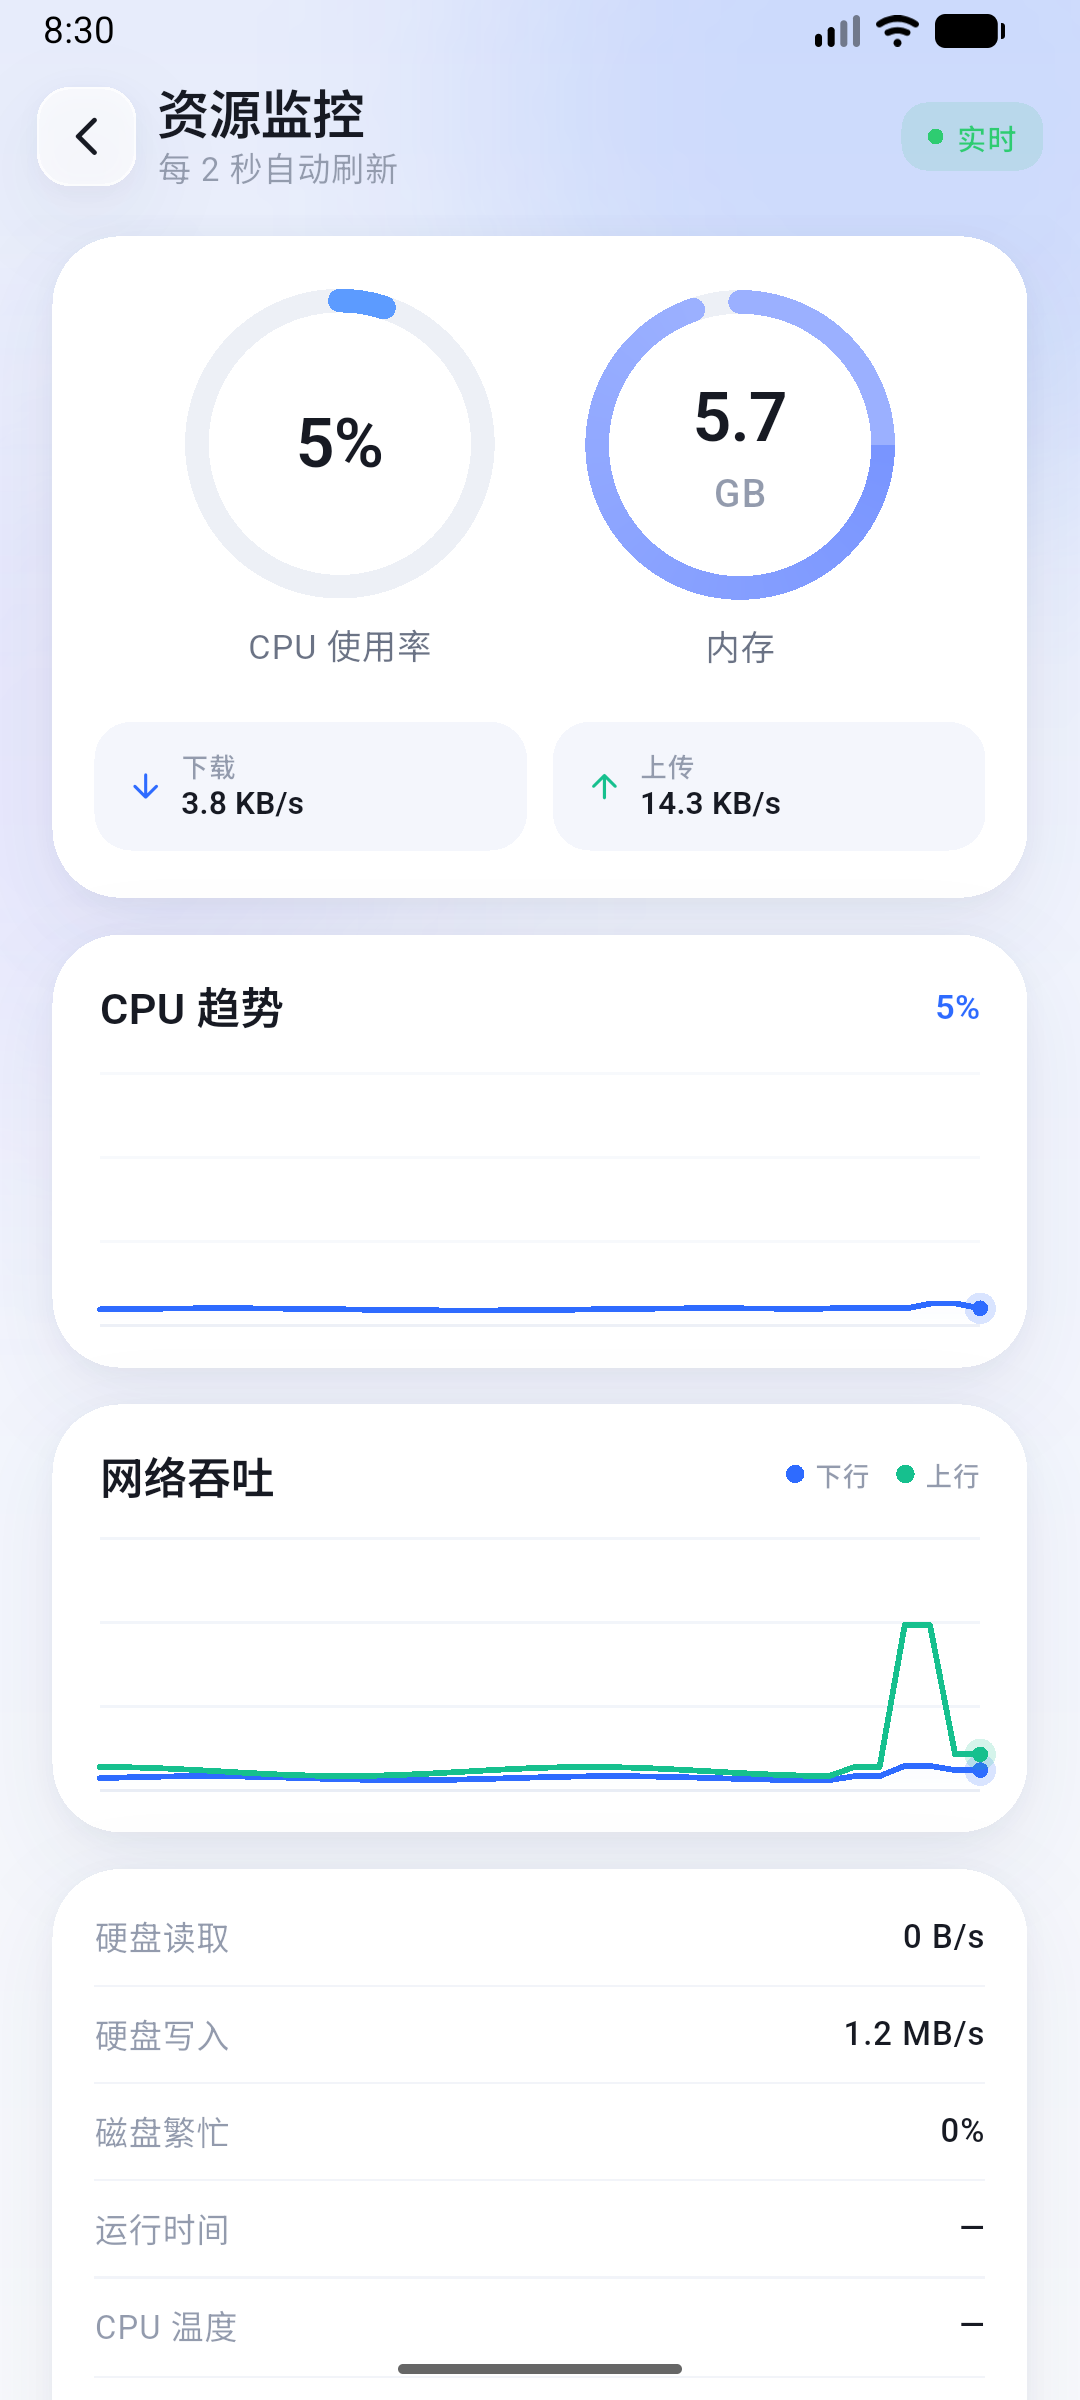 8:30
资源监控
每 2 秒自动刷新
实时
5%
CPU 使用率
5.7
GB
内存
下载
3.8 KB/s
上传
14.3 KB/s
CPU 趋势
5%
网络吞吐
下行
上行
硬盘读取
0 B/s
硬盘写入
1.2 MB/s
磁盘繁忙
0%
运行时间
—
CPU 温度
—